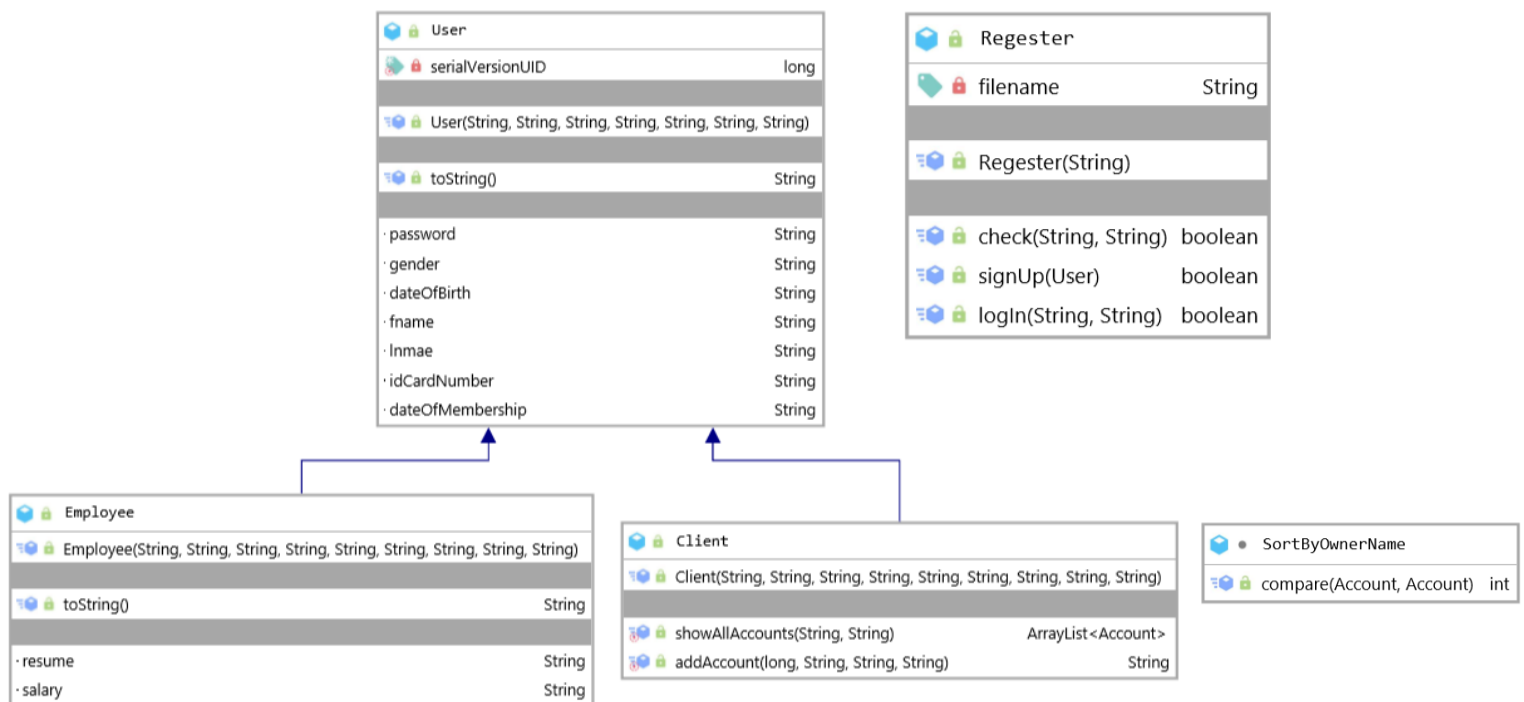 User
serialVersionUID long
User(String, String, String, String, String, String, String)
toString() String
password String
gender String
dateOfBirth String
fname String
lnmae String
idCardNumber String
dateOfMembership String
Regester
filename String
Regester(String)
check(String, String) boolean
signUp(User) boolean
logIn(String, String) boolean
Employee
Employee(String, String, String, String, String, String, String, String, String)
toString() String
resume String
salary String
Client
Client(String, String, String, String, String, String, String, String, String)
showAllAccounts(String, String) ArrayList<Account>
addAccount(long, String, String, String) String
SortByOwnerName
compare(Account, Account) int